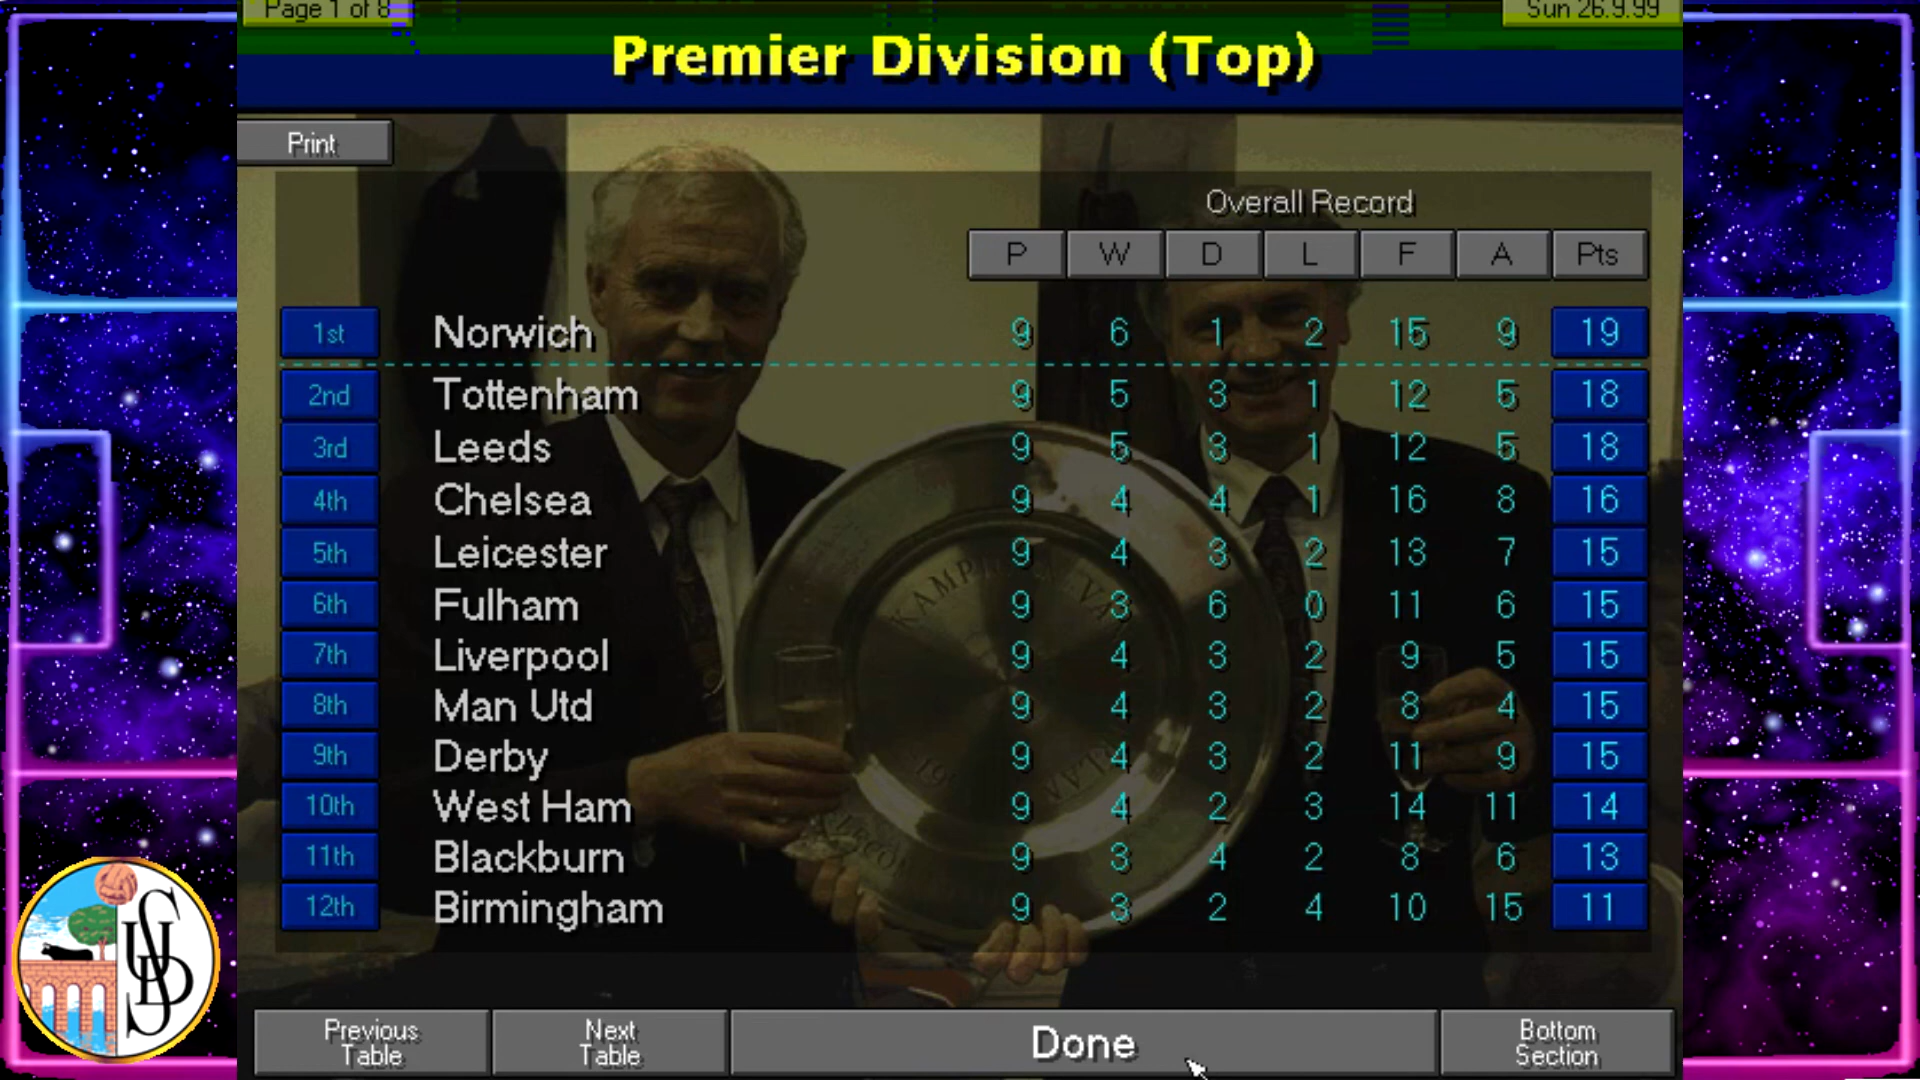 Page 1 of 8
Sun 26.9.99
Premier Division (Top)
Print
Overall Record
P W D L F A Pts
1st Norwich 9 6 1 2 15 9 19
2nd Tottenham 9 5 3 1 12 5 18
3rd Leeds 9 5 3 1 12 5 18
4th Chelsea 9 4 4 1 16 8 16
5th Leicester 9 4 3 2 13 7 15
6th Fulham 9 3 6 0 11 6 15
7th Liverpool 9 4 3 2 9 5 15
8th Man Utd 9 4 3 2 8 4 15
9th Derby 9 4 3 2 11 9 15
10th West Ham 9 4 2 3 14 11 14
11th Blackburn 9 3 4 2 8 6 13
12th Birmingham 9 3 2 4 10 15 11
KAMPIOEN VAN
Previous
Table
Next
Table
Done
Bottom
Section